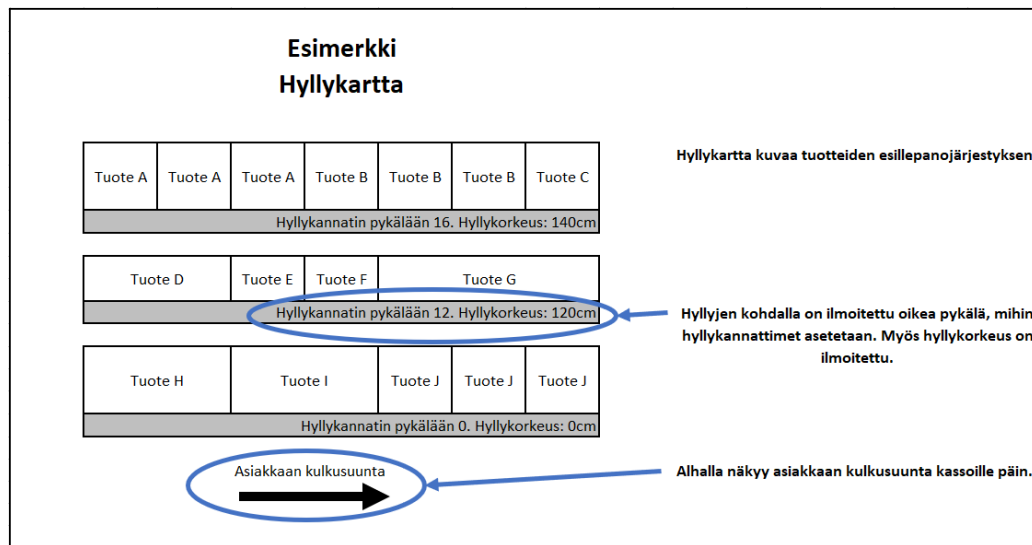 Esimerkki
Hyllykartta
Tuote A Tuote A Tuote A Tuote B Tuote B Tuote B Tuote C
Hyllykannatin pykälään 16. Hyllykorkeus: 140cm
Hyllykartta kuvaa tuotteiden esillepanojärjestyksen
Tuote D Tuote E Tuote F Tuote G
Hyllykannatin pykälään 12. Hyllykorkeus: 120cm
Hyllyjen kohdalla on ilmoitettu oikea pykälä, mihin
hyllykannattimet asetetaan. Myös hyllykorkeus on
ilmoitettu.
Tuote H Tuote I Tuote J Tuote J Tuote J
Hyllykannatin pykälään 0. Hyllykorkeus: 0cm
Asiakkaan kulkusuunta
Alhalla näkyy asiakkaan kulkusuunta kassoille päin.